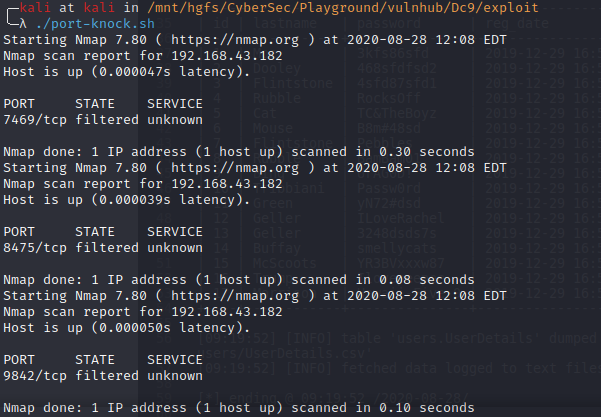 kali at kali in /mnt/hgfs/CyberSec/Playground/vulnhub/Dc9/exploit
λ ./port-knock.sh
Starting Nmap 7.80 ( https://nmap.org ) at 2020-08-28 12:08 EDT
Nmap scan report for 192.168.43.182
Host is up (0.000047s latency).
PORT STATE SERVICE
7469/tcp filtered unknown
Nmap done: 1 IP address (1 host up) scanned in 0.30 seconds
Starting Nmap 7.80 ( https://nmap.org ) at 2020-08-28 12:08 EDT
Nmap scan report for 192.168.43.182
Host is up (0.000039s latency).
PORT STATE SERVICE
8475/tcp filtered unknown
Nmap done: 1 IP address (1 host up) scanned in 0.08 seconds
Starting Nmap 7.80 ( https://nmap.org ) at 2020-08-28 12:08 EDT
Nmap scan report for 192.168.43.182
Host is up (0.000050s latency).
PORT STATE SERVICE
9842/tcp filtered unknown
Nmap done: 1 IP address (1 host up) scanned in 0.10 seconds